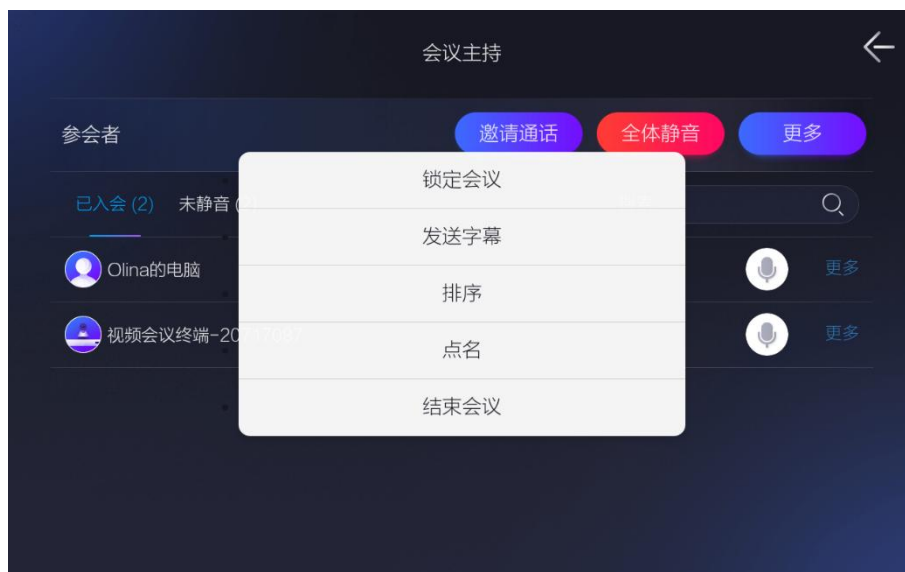 会议主持
参会者 邀请通话 全体静音 更多
锁定会议
已入会 (2) 未静音
发送字幕
Olina的电脑 更多
排序
视频会议终端-20717087 更多
点名
结束会议